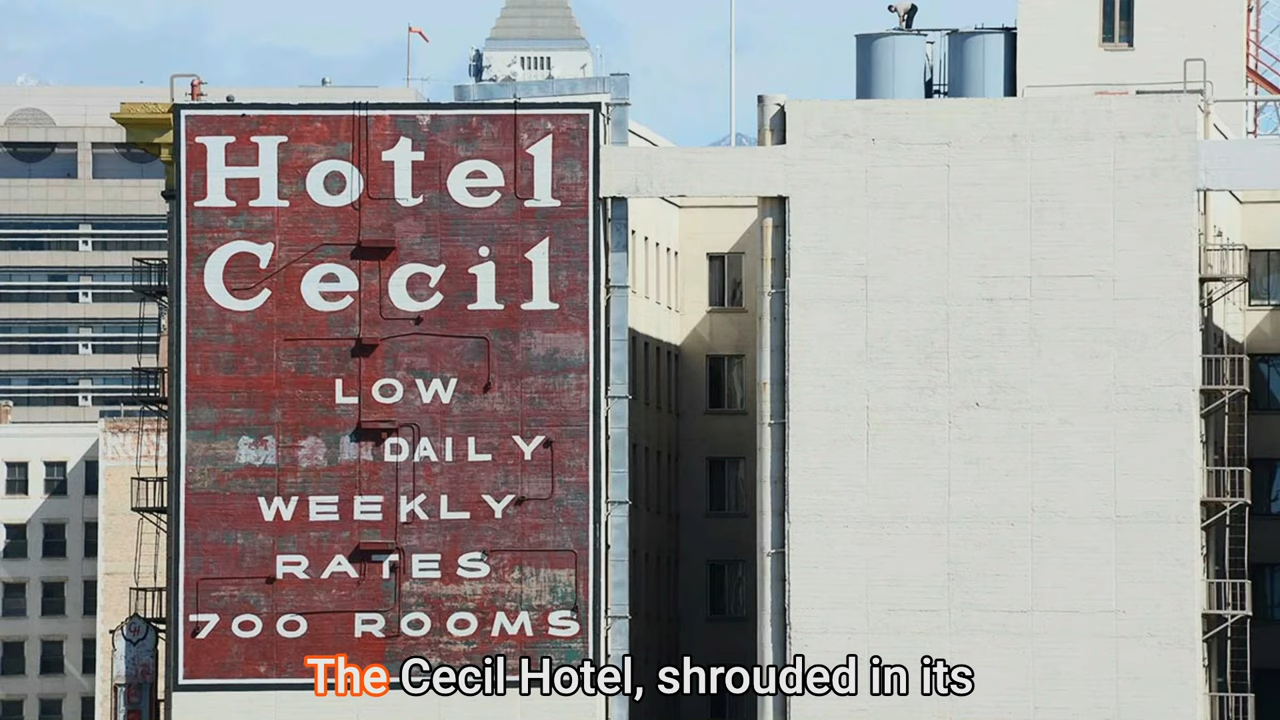 Hotel
Cecil
LOW
DAILY
WEEKLY
RATES
700 ROOMS
The Cecil Hotel, shrouded in its